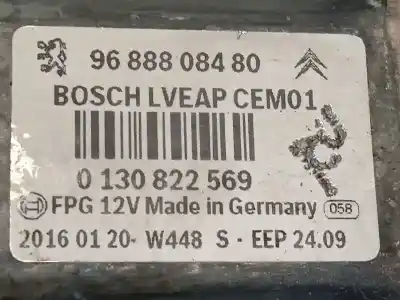 96 888 084 80
BOSCH LVEAP CEM01
0 130 822 569
FPG 12V Made in Germany 058
2016 01 20- W448 S - EEP 24.09